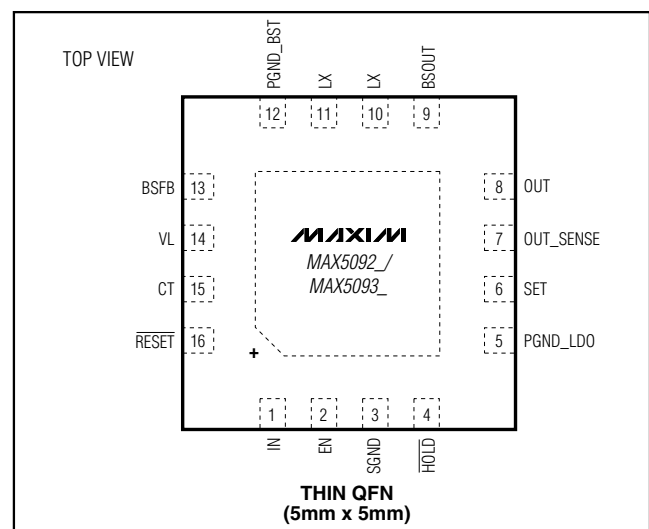 TOP VIEW
PGND_BST
LX
LX
BSOUT
12 11 10 9
BSFB 13
8 OUT
VL 14
7 OUT_SENSE
CT 15
6 SET
RESET 16
5 PGND_LDO
MAXIM
MAX5092_/
MAX5093_
+
1 2 3 4
IN
EN
SGND
HOLD
THIN QFN
(5mm x 5mm)